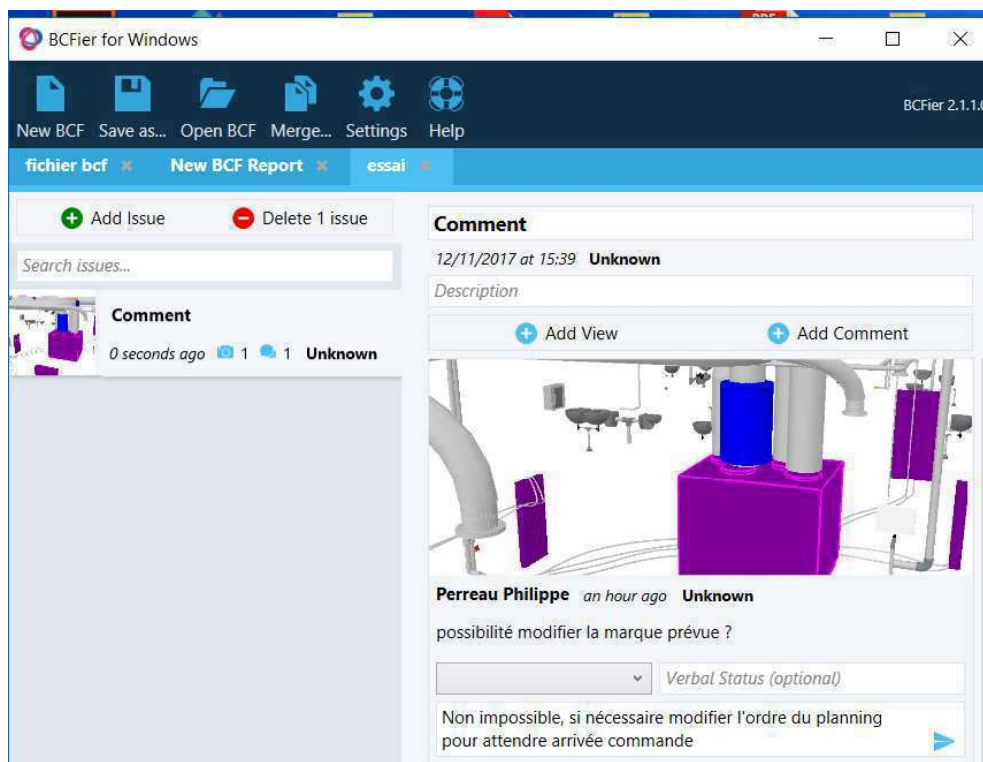 BCFier for Windows
New BCF Save as... Open BCF Merge... Settings Help
BCFier 2.1.1.0
fichier bcf New BCF Report essai
Add Issue Delete 1 issue
Search issues...
Comment
0 seconds ago 1 1 Unknown
Comment
12/11/2017 at 15:39 Unknown
Description
Add View Add Comment
Perreau Philippe an hour ago Unknown
possibilité modifier la marque prévue ?
Verbal Status (optional)
Non impossible, si nécessaire modifier l'ordre du planning
pour attendre arrivée commande